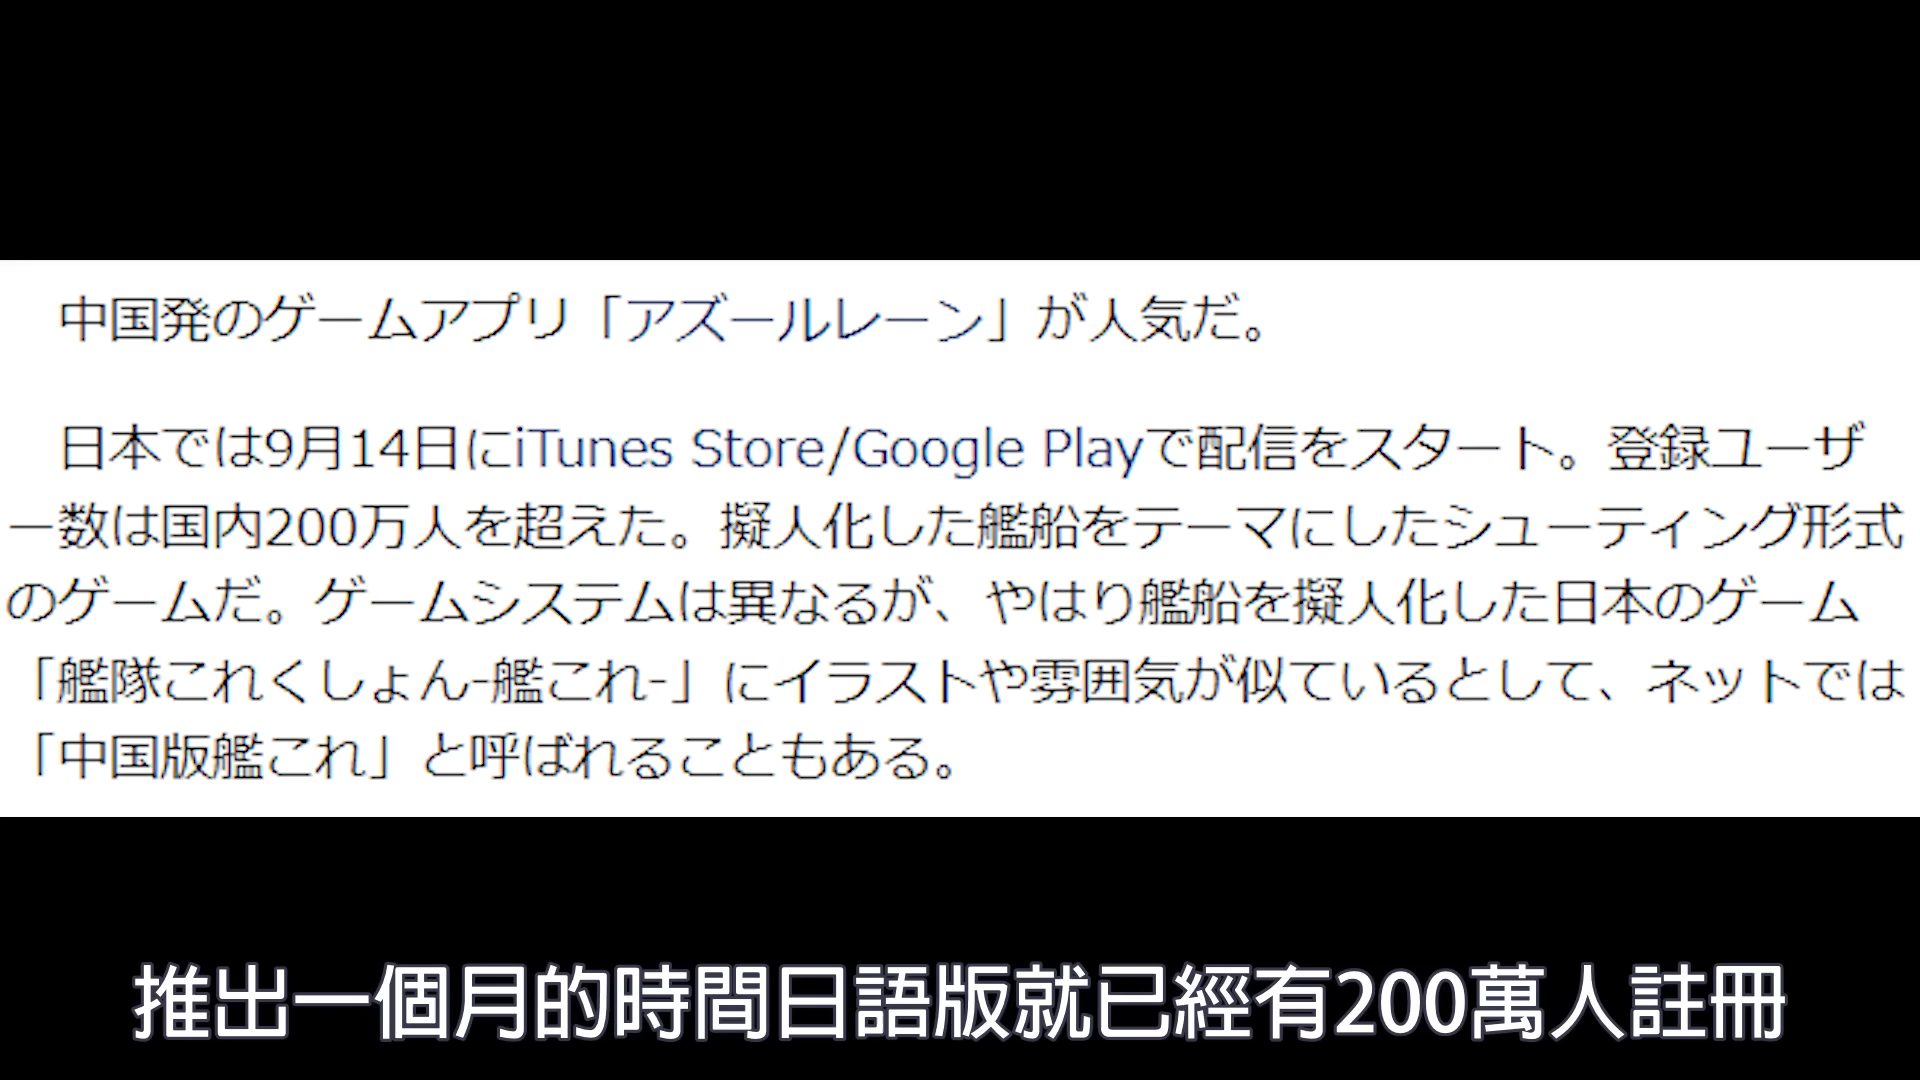 中国発のゲームアプリ「アズールレーン」が人気だ。
日本では9月14日にiTunes Store/Google Playで配信をスタート。登録ユーザ
ー数は国内200万人を超えた。擬人化した艦船をテーマにしたシューティング形式
のゲームだ。ゲームシステムは異なるが、やはり艦船を擬人化した日本のゲーム
「艦隊これくしょん-艦これ-」にイラストや雰囲気が似ているとして、ネットでは
「中国版艦これ」と呼ばれることもある。
推出一個月的時間日語版就已經有200萬人註冊